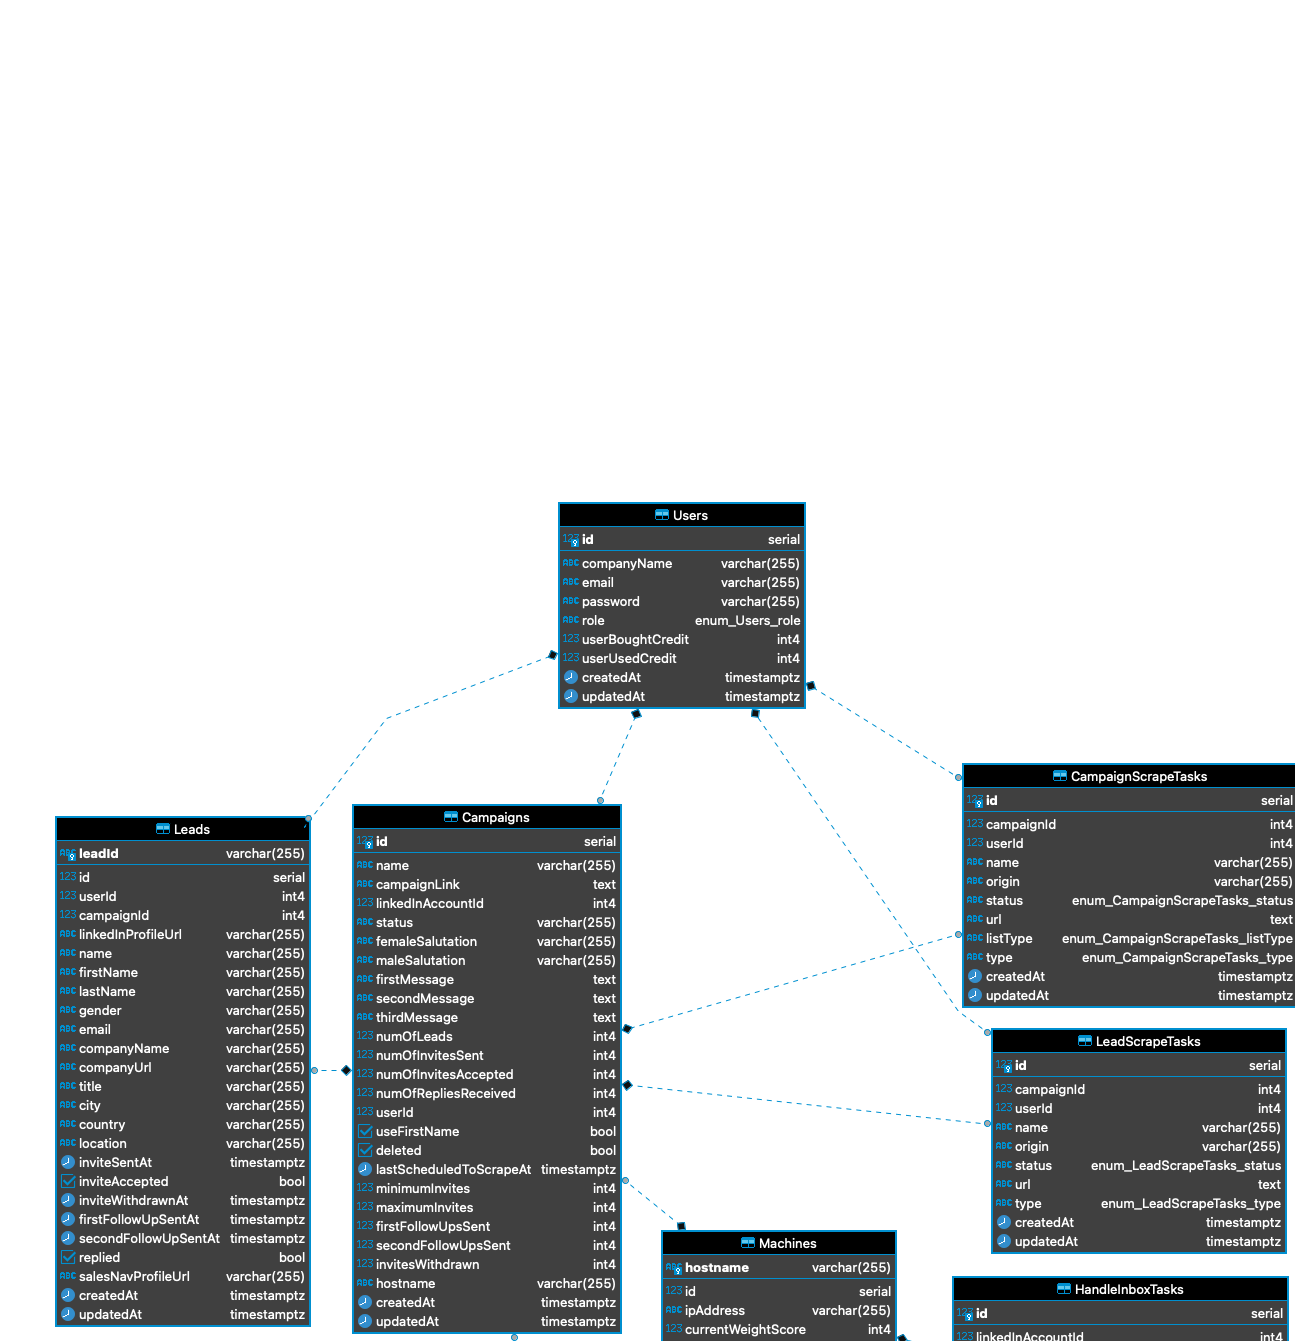 Users
id serial
companyName varchar(255)
email varchar(255)
password varchar(255)
role enum_Users_role
userBoughtCredit int4
userUsedCredit int4
createdAt timestamptz
updatedAt timestamptz
Leads
leadId varchar(255)
id serial
userId int4
campaignId int4
linkedInProfileUrl varchar(255)
name varchar(255)
firstName varchar(255)
lastName varchar(255)
gender varchar(255)
email varchar(255)
companyName varchar(255)
companyUrl varchar(255)
title varchar(255)
city varchar(255)
country varchar(255)
location varchar(255)
inviteSentAt timestamptz
inviteAccepted bool
inviteWithdrawnAt timestamptz
firstFollowUpSentAt timestamptz
secondFollowUpSentAt timestamptz
replied bool
salesNavProfileUrl varchar(255)
createdAt timestamptz
updatedAt timestamptz
Campaigns
id serial
name varchar(255)
campaignLink text
linkedInAccountId int4
status varchar(255)
femaleSalutation varchar(255)
maleSalutation varchar(255)
firstMessage text
secondMessage text
thirdMessage text
numOfLeads int4
numOfInvitesSent int4
numOfInvitesAccepted int4
numOfRepliesReceived int4
userId int4
useFirstName bool
deleted bool
lastScheduledToScrapeAt timestamptz
minimumInvites int4
maximumInvites int4
firstFollowUpsSent int4
secondFollowUpsSent int4
invitesWithdrawn int4
hostname varchar(255)
createdAt timestamptz
updatedAt timestamptz
CampaignScrapeTasks
id serial
campaignId int4
userId int4
name varchar(255)
origin varchar(255)
status enum_CampaignScrapeTasks_status
url text
listType enum_CampaignScrapeTasks_listType
type enum_CampaignScrapeTasks_type
createdAt timestamptz
updatedAt timestamptz
LeadScrapeTasks
id serial
campaignId int4
userId int4
name varchar(255)
origin varchar(255)
status enum_LeadScrapeTasks_status
url text
type enum_LeadScrapeTasks_type
createdAt timestamptz
updatedAt timestamptz
Machines
hostname varchar(255)
id serial
ipAddress varchar(255)
currentWeightScore int4
HandleInboxTasks
id serial
linkedInAccountId int4